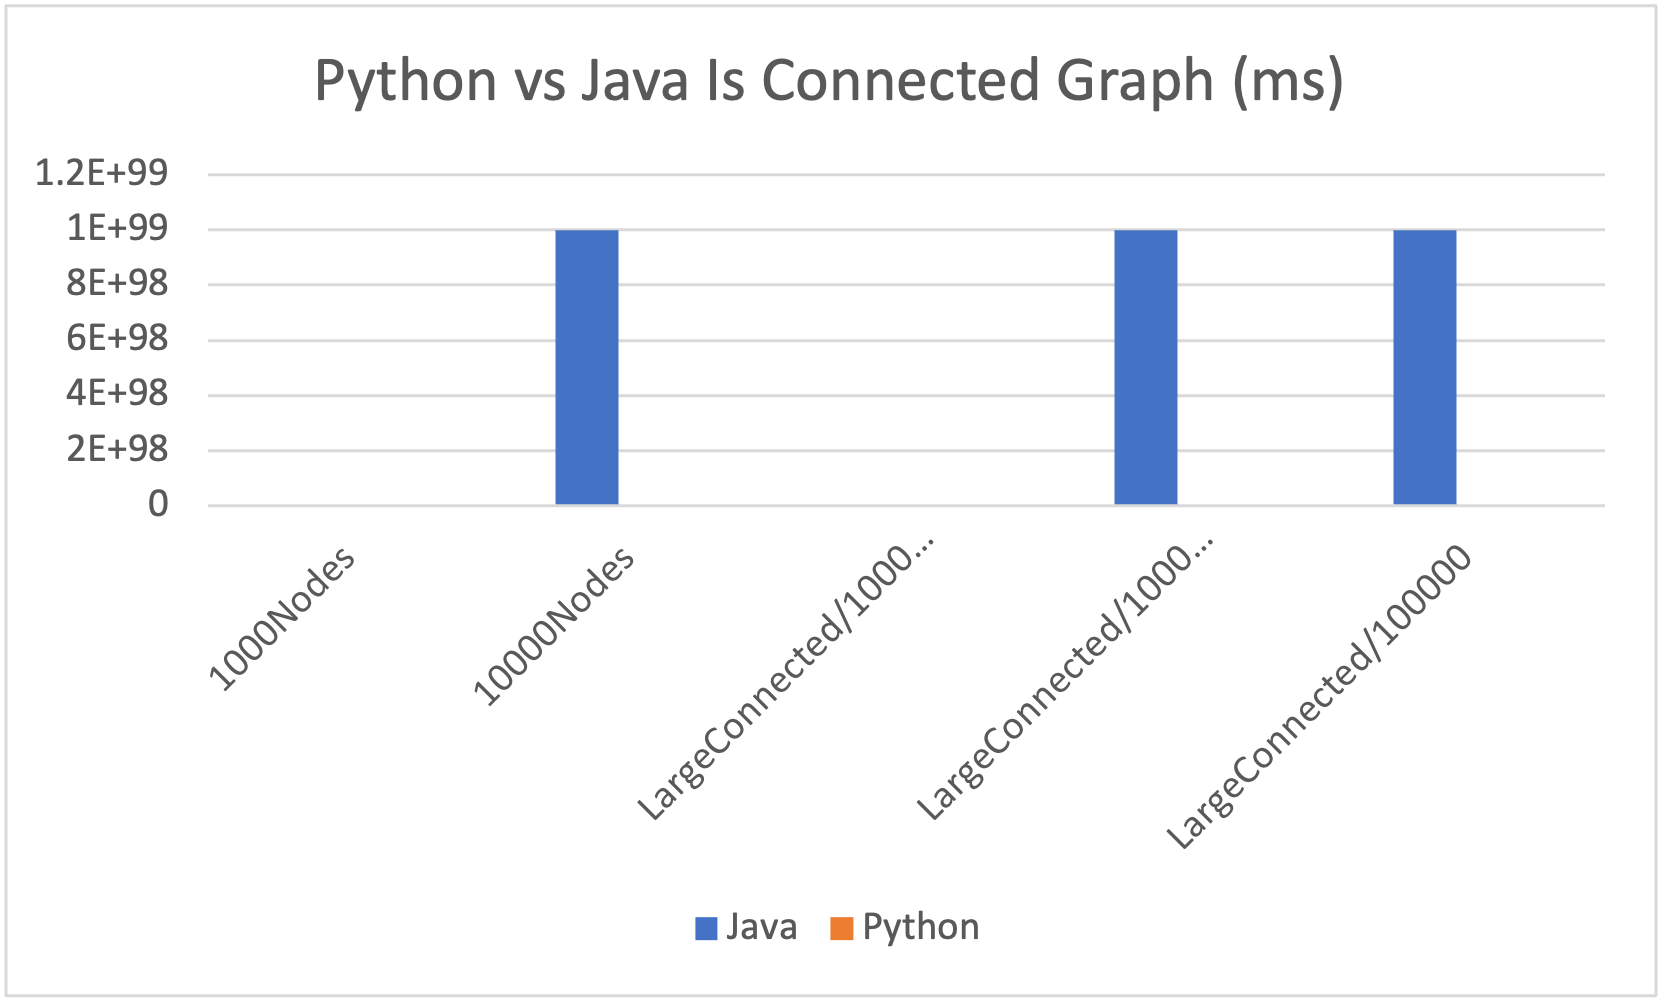 Python vs Java Is Connected Graph (ms)
1.2E+99
1E+99
8E+98
6E+98
4E+98
2E+98
0
1000Nodes
10000Nodes
LargeConnected/1000...
LargeConnected/1000...
LargeConnected/100000
Java
Python